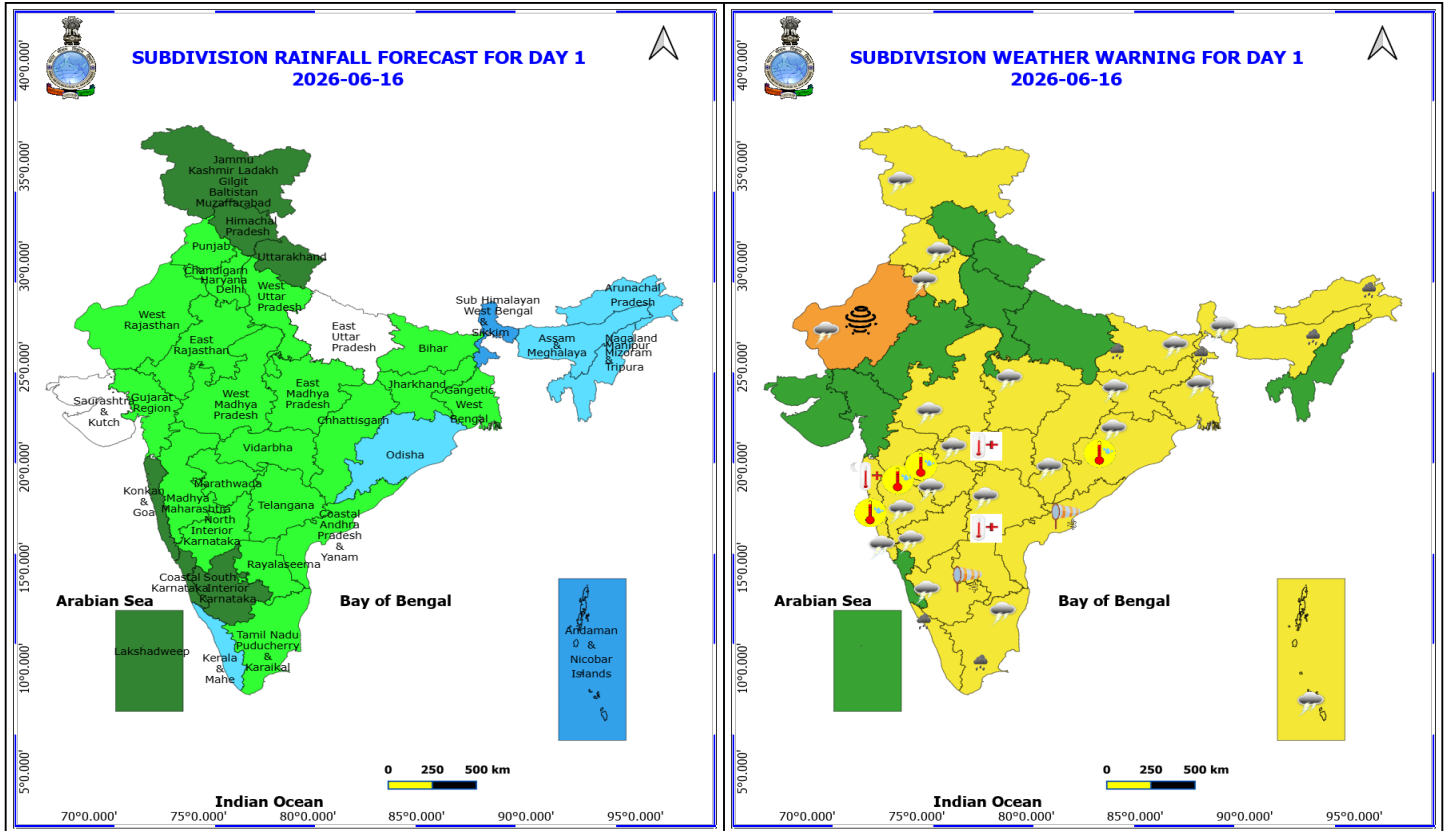 SUBDIVISION RAINFALL FORECAST FOR DAY 1
2026-06-16
40°0.000'
35°0.000'
30°0.000'
25°0.000'
20°0.000'
15°0.000'
10°0.000'
5°0.000'
Jammu
Kashmir Ladakh
Gilgit
Baltistan
Muzaffarabad
Himachal
Pradesh
Punjab
Uttarakhand
Chandigarh
Haryana
Delhi
West
Uttar
Pradesh
West
Rajasthan
East
Rajasthan
East
Uttar
Pradesh
Sub Himalayan
West Bengal
&
Sikkim
Arunachal
Pradesh
Assam
&
Meghalaya
Nagaland
Manipur
Mizoram
&
Tripura
Bihar
Jharkhand
Gangetic
West
Bengal
Saurashtra
&
Kutch
Gujarat
Region
West
Madhya
Pradesh
East
Madhya
Pradesh
Chhattisgarh
Odisha
Vidarbha
Konkan
&
Goa
Marathwada
Madhya
Maharashtra
Telangana
North
Interior
Karnataka
Coastal
Andhra
Pradesh
&
Yanam
Rayalaseema
Coastal
Karnataka
South
Interior
Karnataka
Arabian Sea
Bay of Bengal
Lakshadweep
Kerala
&
Mahe
Tamil Nadu
Puducherry
&
Karaikal
Andaman
&
Nicobar
Islands
0 250 500 km
Indian Ocean
70°0.000' 75°0.000' 80°0.000' 85°0.000' 90°0.000' 95°0.000'
SUBDIVISION WEATHER WARNING FOR DAY 1
2026-06-16
40°0.000'
35°0.000'
30°0.000'
25°0.000'
20°0.000'
15°0.000'
10°0.000'
5°0.000'
Arabian Sea
Bay of Bengal
0 250 500 km
Indian Ocean
70°0.000' 75°0.000' 80°0.000' 85°0.000' 90°0.000' 95°0.000'